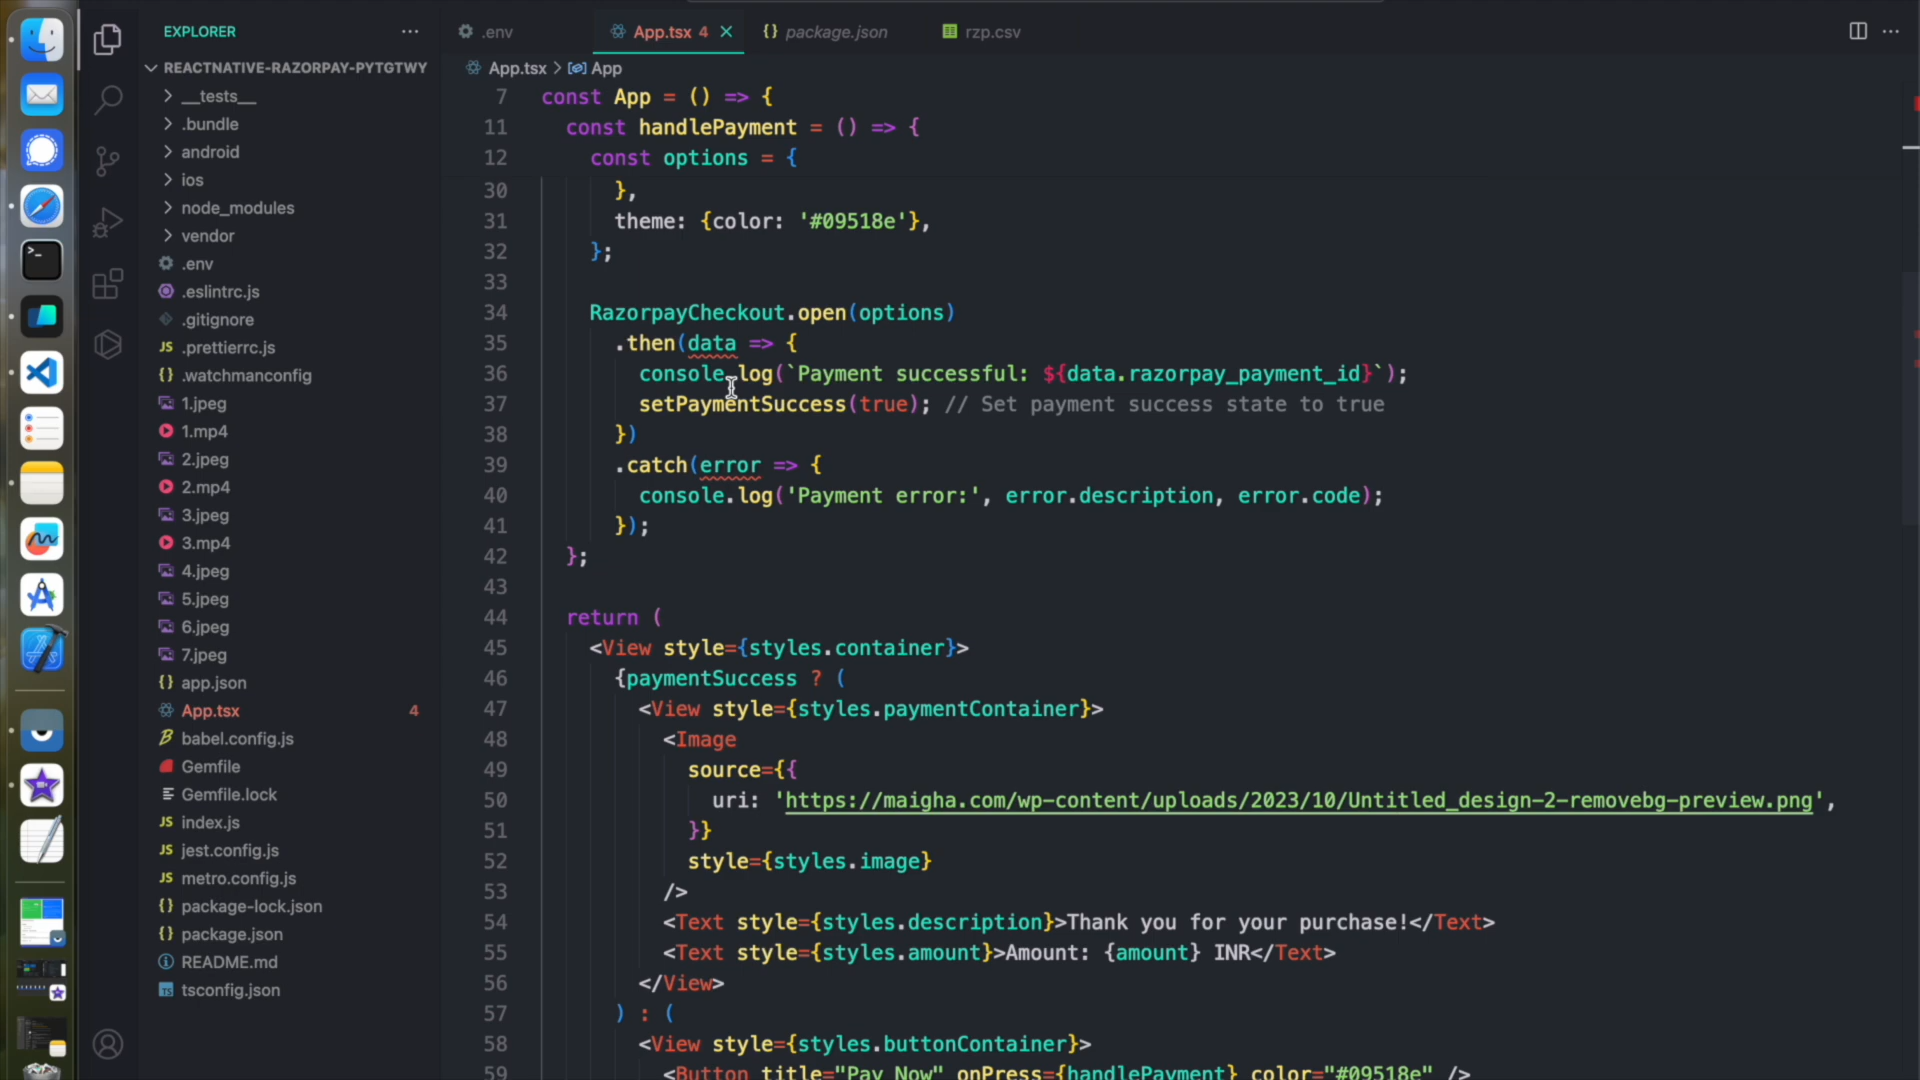 EXPLORER
REACTNATIVE-RAZORPAY-PYTGTWY
__tests__
.bundle
android
ios
node_modules
vendor
.env
.eslintrc.js
.gitignore
JS .prettierrc.js
{} .watchmanconfig
1.jpeg
1.mp4
2.jpeg
2.mp4
3.jpeg
3.mp4
4.jpeg
5.jpeg
6.jpeg
7.jpeg
{} app.json
App.tsx 4
babel.config.js
Gemfile
Gemfile.lock
JS index.js
JS jest.config.js
JS metro.config.js
{} package-lock.json
{} package.json
README.md
TS tsconfig.json
.env
App.tsx 4
{} package.json
rzp.csv
App.tsx > App
7 const App = () => {
11 const handlePayment = () => {
12 const options = {
30 },
31 theme: {color: '#09518e'},
32 };
33
34 RazorpayCheckout.open(options)
35 .then(data => {
36 console.log(`Payment successful: ${data.razorpay_payment_id}`);
37 setPaymentSuccess(true); // Set payment success state to true
38 })
39 .catch(error => {
40 console.log('Payment error:', error.description, error.code);
41 });
42 };
43
44 return (
45 <View style={styles.container}>
46 {paymentSuccess ? (
47 <View style={styles.paymentContainer}>
48 <Image
49 source={{
50 uri: 'https://maigha.com/wp-content/uploads/2023/10/Untitled_design-2-removebg-preview.png',
51 }}
52 style={styles.image}
53 />
54 <Text style={styles.description}>Thank you for your purchase!</Text>
55 <Text style={styles.amount}>Amount: {amount} INR</Text>
56 </View>
57 ) : (
58 <View style={styles.buttonContainer}>
59 <Button title="Pay Now" onPress={handlePayment} color="#09518e" />